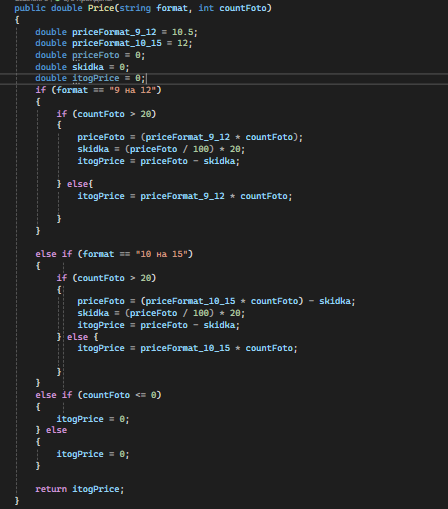 public double Price(string format, int countFoto)
{
double priceFormat_9_12 = 10.5;
double priceFormat_10_15 = 12;
double priceFoto = 0;
double skidka = 0;
double itogPrice = 0;
if (format == "9 на 12")
{
if (countFoto > 20)
{
priceFoto = (priceFormat_9_12 * countFoto);
skidka = (priceFoto / 100) * 20;
itogPrice = priceFoto - skidka;
} else{
itogPrice = priceFormat_9_12 * countFoto;
}
}
else if (format == "10 на 15")
{
if (countFoto > 20)
{
priceFoto = (priceFormat_10_15 * countFoto) - skidka;
skidka = (priceFoto / 100) * 20;
itogPrice = priceFoto - skidka;
} else {
itogPrice = priceFormat_10_15 * countFoto;
}
}
else if (countFoto <= 0)
{
itogPrice = 0;
} else
{
itogPrice = 0;
}
return itogPrice;
}